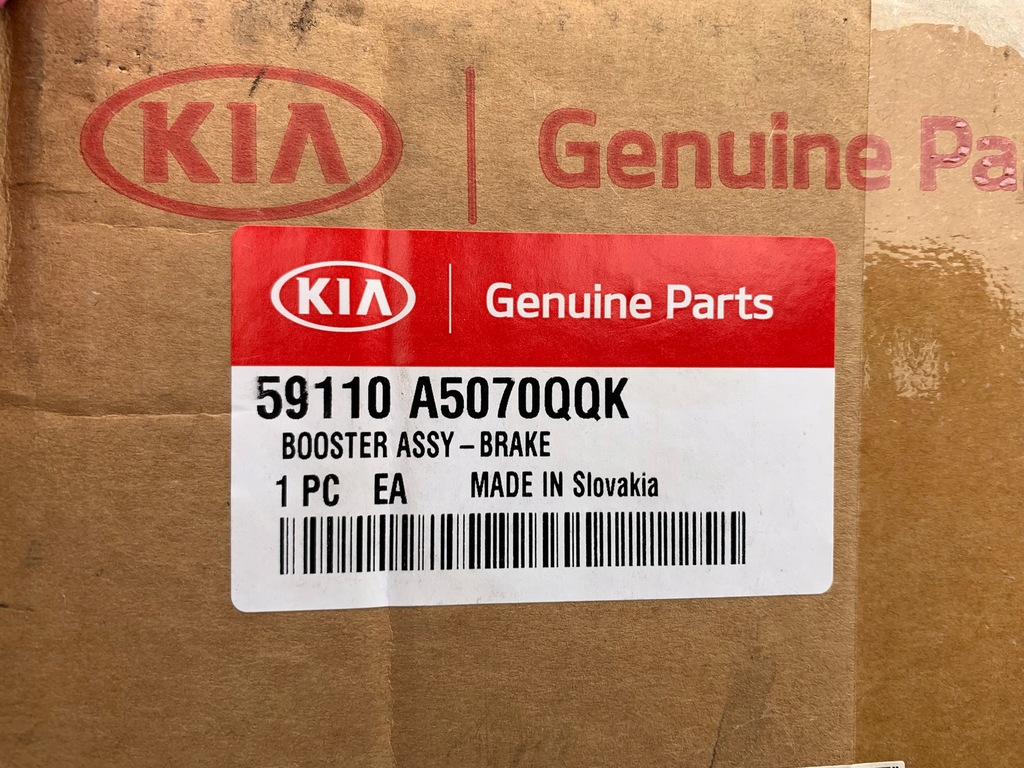 KIA Genuine Pa
KIA Genuine Parts
59110 A5070QQK
BOOSTER ASSY – BRAKE
1 PC EA MADE IN Slovakia